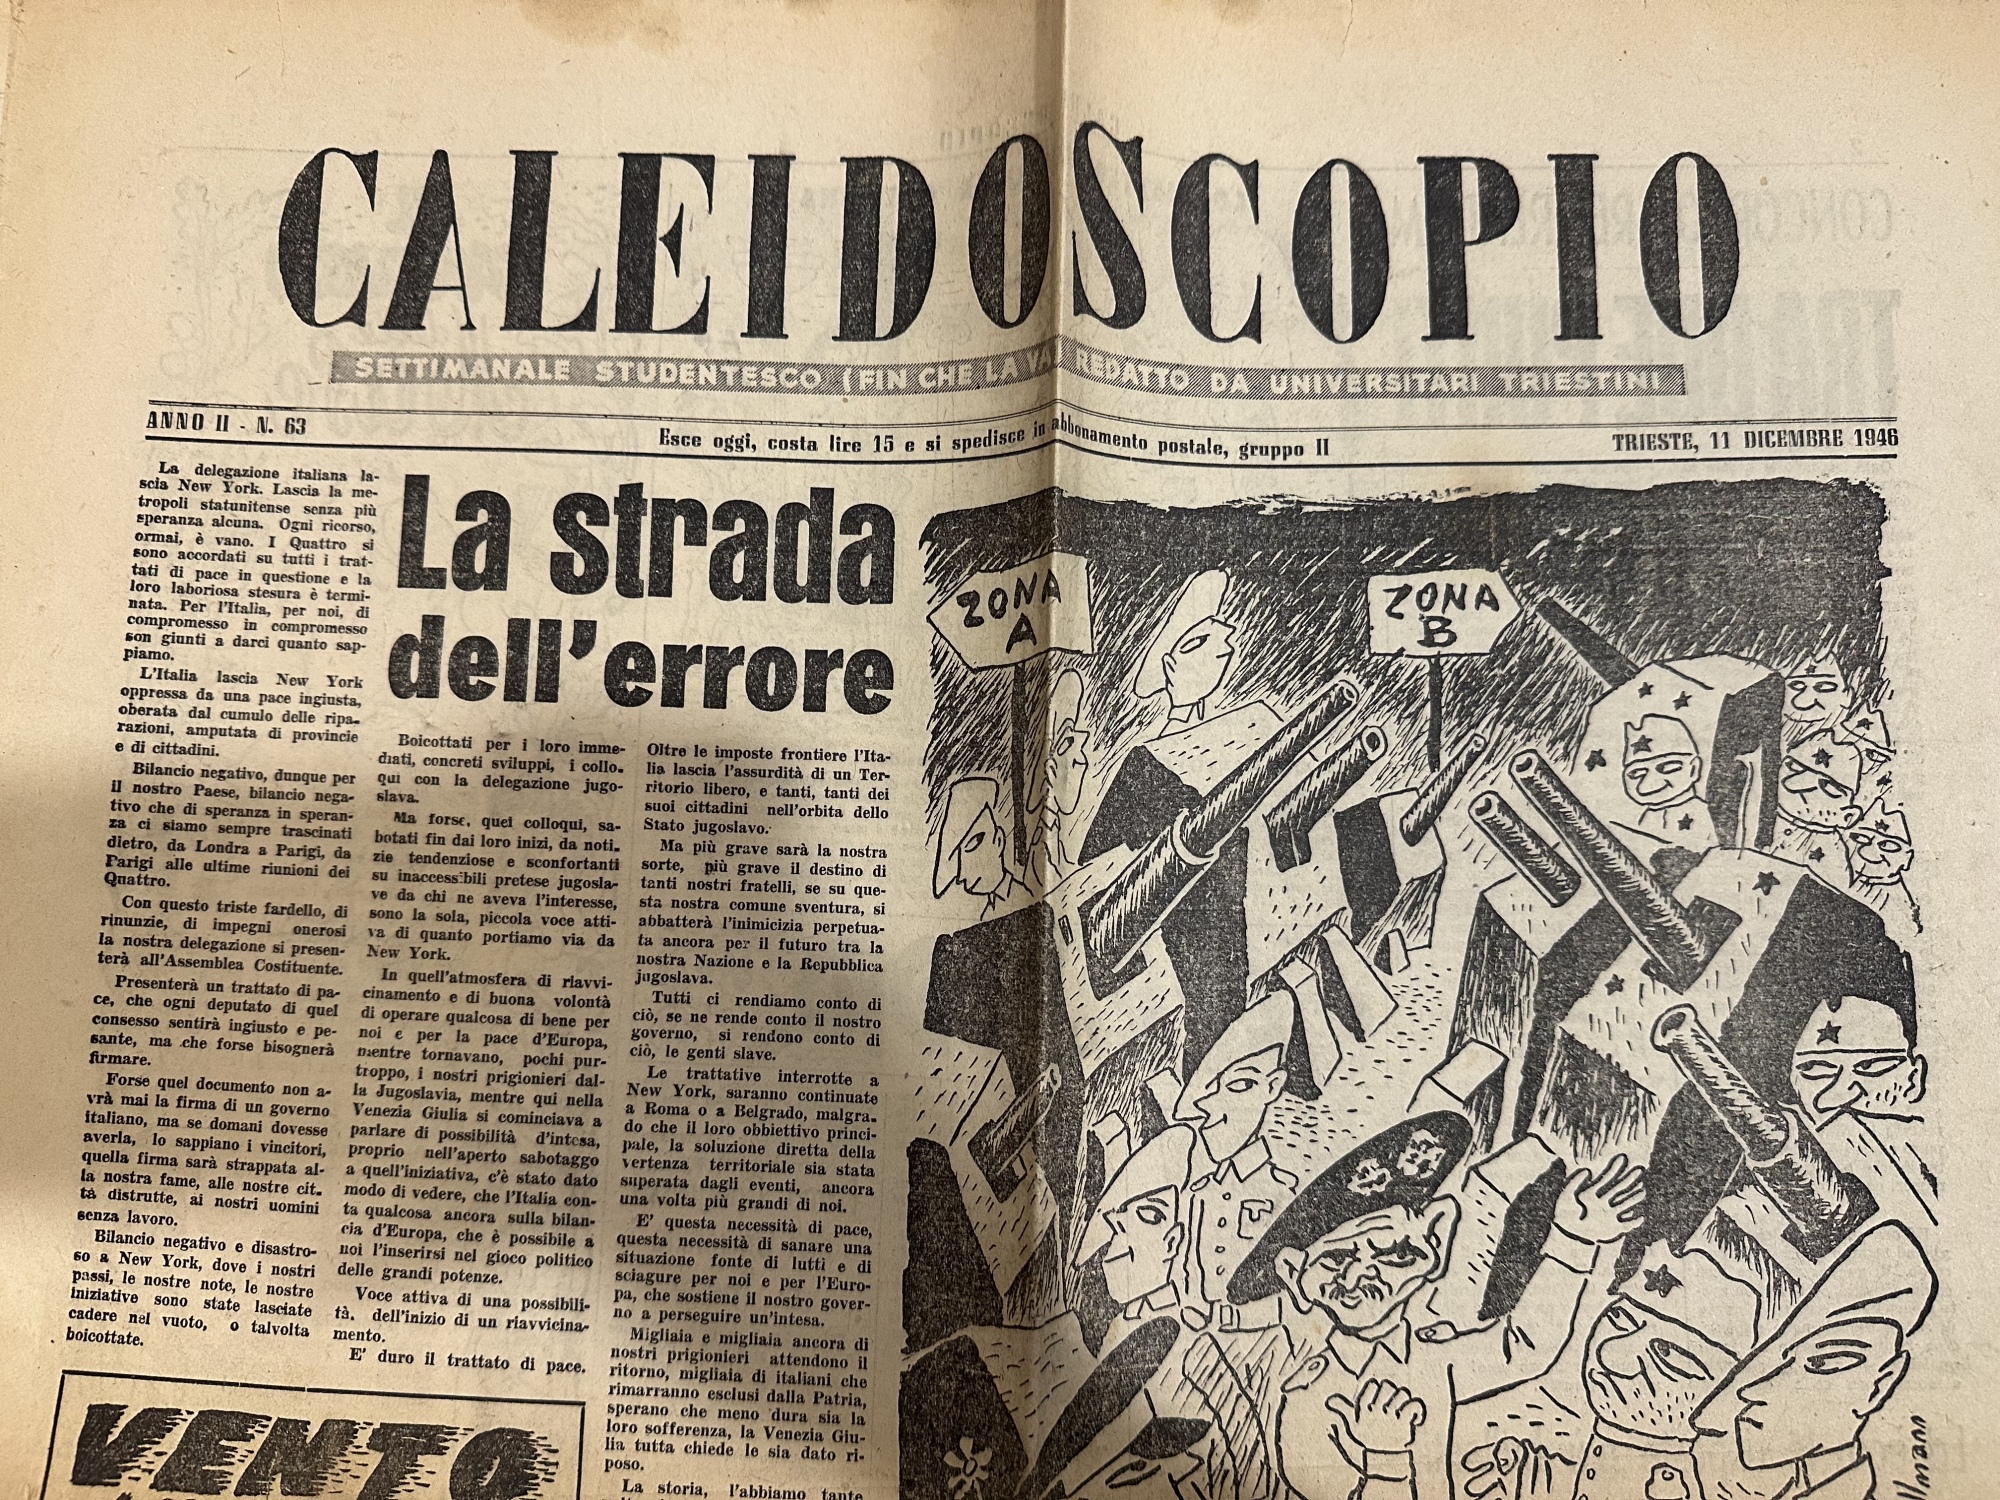 CALEIDOSCOPIO
SETTIMANALE STUDENTESCO (FIN CHE LA VA) REDATTO DA UNIVERSITARI TRIESTINI
ANNO II - N. 63
Esce oggi, costa lire 15 e si spedisce in abbonamento postale, gruppo II
TRIESTE, 11 DICEMBRE 1946
La strada
dell'errore
La delegazione italiana la-
scia New York. Lascia la me-
tropoli statunitense senza più
speranza alcuna. Ogni ricorso,
ormai, è vano. I Quattro si
sono accordati su tutti i trat-
tati di pace in questione e la
loro laboriosa stesura è termi-
nata. Per l'Italia, per noi, di
compromesso in compromesso
son giunti a darci quanto sap-
piamo.
L'Italia lascia New York
oppressa da una pace ingiusta,
oberata dal cumulo delle ripa-
razioni, amputata di provincie
e di cittadini.
Bilancio negativo, dunque per
il nostro Paese, bilancio nega-
tivo che di speranza in speran-
za ci siamo sempre trascinati
dietro, da Londra a Parigi, da
Parigi alle ultime riunioni dei
Quattro.
Con questo triste fardello, di
rinunzie, di impegni onerosi
la nostra delegazione si presen-
terà all'Assemblea Costituente.
Presenterà un trattato di pa-
ce, che ogni deputato di quel
consesso sentirà ingiusto e pe-
sante, ma che forse bisognerà
firmare.
Forse quel documento non a-
vrà mai la firma di un governo
italiano, ma se domani dovesse
averla, lo sappiano i vincitori,
quella firma sarà strappata al-
la nostra fame, alle nostre cit-
tà distrutte, ai nostri uomini
senza lavoro.
Bilancio negativo e disastro-
so a New York, dove i nostri
passi, le nostre note, le nostre
iniziative sono state lasciate
cadere nel vuoto, o talvolta
boicottate.
Boicottati per i loro imme-
diati, concreti sviluppi, i collo-
qui con la delegazione jugo-
slava.
Ma forse, quei colloqui, sa-
botati fin dai loro inizi, da noti-
zie tendenziose e sconfortanti
su inaccessibili pretese jugosla-
ve da chi ne aveva l'interesse,
sono la sola, piccola voce atti-
va di quanto portiamo via da
New York.
In quell'atmosfera di riavvi-
cinamento e di buona volontà
di operare qualcosa di bene per
noi e per la pace d'Europa,
mentre tornavano, pochi pur-
troppo, i nostri prigionieri dal-
la Jugoslavia, mentre qui nella
Venezia Giulia si cominciava a
parlare di possibilità d'intesa,
proprio nell'aperto sabotaggo
a quell'iniziativa, c'è stato dato
modo di vedere, che l'Italia con-
ta qualcosa ancora sulla bilan-
cia d'Europa, che è possibile a
noi l'inserirsi nel gioco politico
delle grandi potenze.
Voce attiva di una possibili-
tà, dell'inizio di un riavvicina-
mento.
E' duro il trattato di pace.
Oltre le imposte frontiere l'Ita-
lia lascia l'assurdità di un Ter-
ritorio libero, e tanti, tanti dei
suoi cittadini nell'orbita dello
Stato jugoslavo.
Ma più grave sarà la nostra
sorte, più grave il destino di
tanti nostri fratelli, se su que-
sta nostra comune sventura, si
abbatterà l'inimicizia perpetua-
ta ancora per il futuro tra la
nostra Nazione e la Repubblica
jugoslava.
Tutti ci rendiamo conto di
ciò, se ne rende conto il nostro
governo, si rendono conto di
ciò, le genti slave.
Le trattative interrotte a
New York, saranno continuate
a Roma o a Belgrado, malgra-
do che il loro obbiettivo princi-
pale, la soluzione diretta della
vertenza territoriale sia stata
superata dagli eventi, ancora
una volta più grandi di noi.
E' questa necessità di pace,
questa necessità di sanare una
situazione fonte di lutti e di
sciagure per noi e per l'Euro-
pa, che sostiene il nostro gover-
no a perseguire un'intesa.
Migliaia e migliaia ancora di
nostri prigionieri attendono il
ritorno, migliaia di italiani che
rimarranno esclusi dalla Patria,
sperano che meno dura sia la
loro sofferenza, la Venezia Giu-
lia tutta chiede le sia dato ri-
poso.
La storia, l'abbiamo tante
VENTO
ZONA
A
ZONA
B